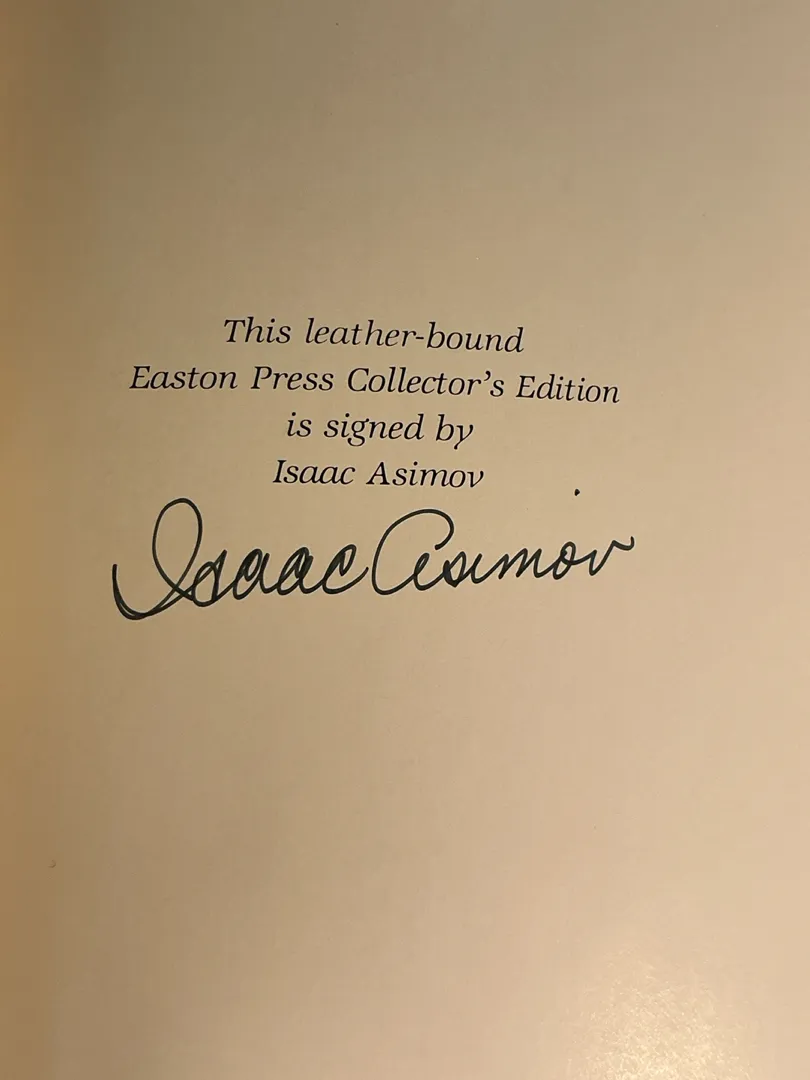 This leather-bound
Easton Press Collector's Edition
is signed by
Isaac Asimov
Isaac Asimov